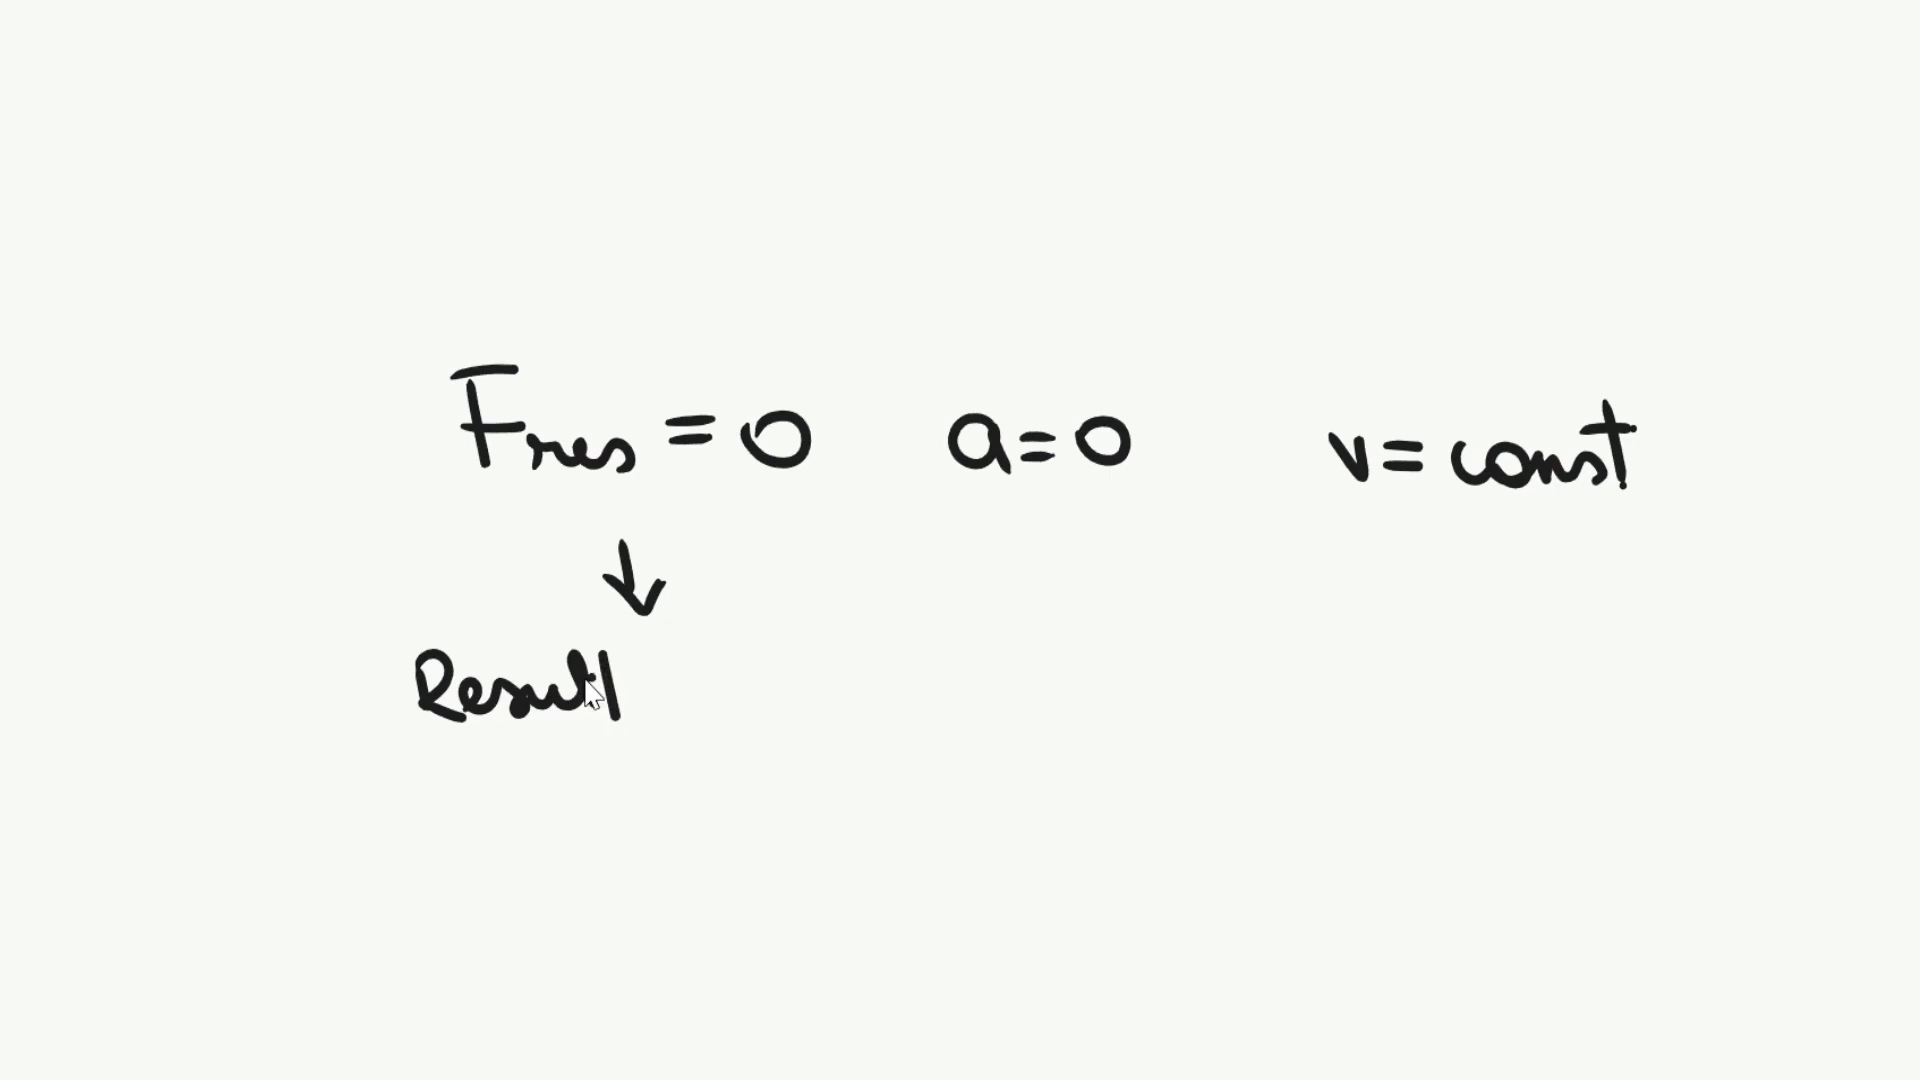 Fres = 0 a = 0 v = const
↓
Result